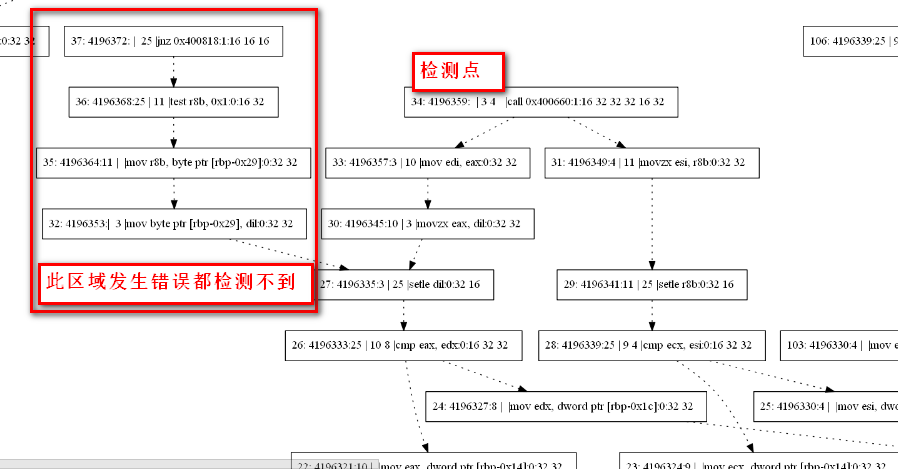 0:32 32
37: 4196372: | 25 |jnz 0x400818:1:16 16 16
106: 4196339:25 | 9
检测点
36: 4196368:25 | 11 |test r8b, 0x1:0:16 32
34: 4196359: | 3 4 |call 0x400660:1:16 32 32 32 16 32
35: 4196364:11 | |mov r8b, byte ptr [rbp-0x29]:0:32 32
33: 4196357:3 | 10 |mov edi, eax:0:32 32
31: 4196349:4 | 11 |movzx esi, r8b:0:32 32
32: 4196353:| 3 |mov byte ptr [rbp-0x29], dil:0:32 32
30: 4196345:10 | 3 |movzx eax, dil:0:32 32
此区域发生错误都检测不到
27: 4196335:3 | 25 |setle dil:0:32 16
29: 4196341:11 | 25 |setle r8b:0:32 16
26: 4196333:25 | 10 8 |cmp eax, edx:0:16 32 32
28: 4196339:25 | 9 4 |cmp ecx, esi:0:16 32 32
103: 4196330:4 | |mov e
24: 4196327:8 | |mov edx, dword ptr [rbp-0x1c]:0:32 32
25: 4196330:4 | |mov esi, dwo
22: 4196321:10 | |mov eax, dword ptr [rbp-0x14]:0:32 32
23: 4196324:9 | |mov ecx, dword ptr [rbp-0x14]:0:32 32